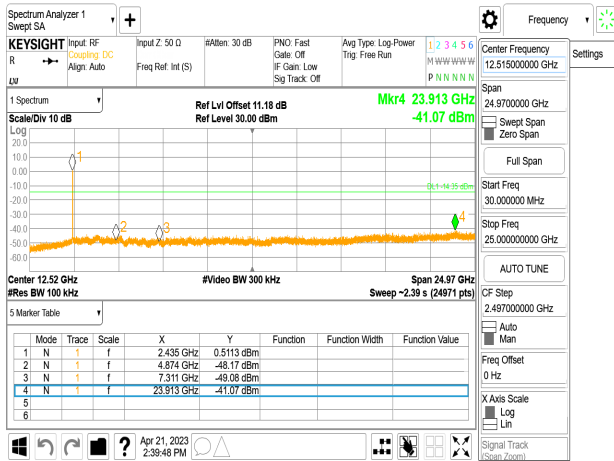 Spectrum Analyzer 1
Swept SA
Frequency
KEYSIGHT
R
Input: RF
Coupling: DC
Align: Auto
Input Z: 50 Ω
Freq Ref: Int (S)
#Atten: 30 dB
PNO: Fast
Gate: Off
IF Gain: Low
Sig Track: Off
Avg Type: Log-Power
Trig: Free Run
1 2 3 4 5 6
M W W W W W
P N N N N N
Center Frequency
12.515000000 GHz
Settings
Span
24.9700000 GHz
Swept Span
Zero Span
Full Span
Start Freq
30.000000 MHz
Stop Freq
25.000000000 GHz
AUTO TUNE
CF Step
2.497000000 GHz
Auto
Man
Freq Offset
0 Hz
X Axis Scale
Log
Lin
Signal Track
(Span Zoom)
1 Spectrum
Scale/Div 10 dB
Ref Lvl Offset 11.18 dB
Ref Level 30.00 dBm
Mkr4 23.913 GHz
-41.07 dBm
Log
20.0
10.0
0.00
-10.0
-20.0
-30.0
-40.0
-50.0
-60.0
DL1 -14.35 dBm
1
2
3
4
Center 12.52 GHz
#Res BW 100 kHz
#Video BW 300 kHz
Span 24.97 GHz
Sweep ~2.39 s (24971 pts)
5 Marker Table
Mode Trace Scale X Y Function Function Width Function Value
1 N 1 f 2.435 GHz 0.5113 dBm
2 N 1 f 4.874 GHz -48.17 dBm
3 N 1 f 7.311 GHz -49.08 dBm
4 N 1 f 23.913 GHz -41.07 dBm
5
6
?
Apr 21, 2023
2:39:48 PM